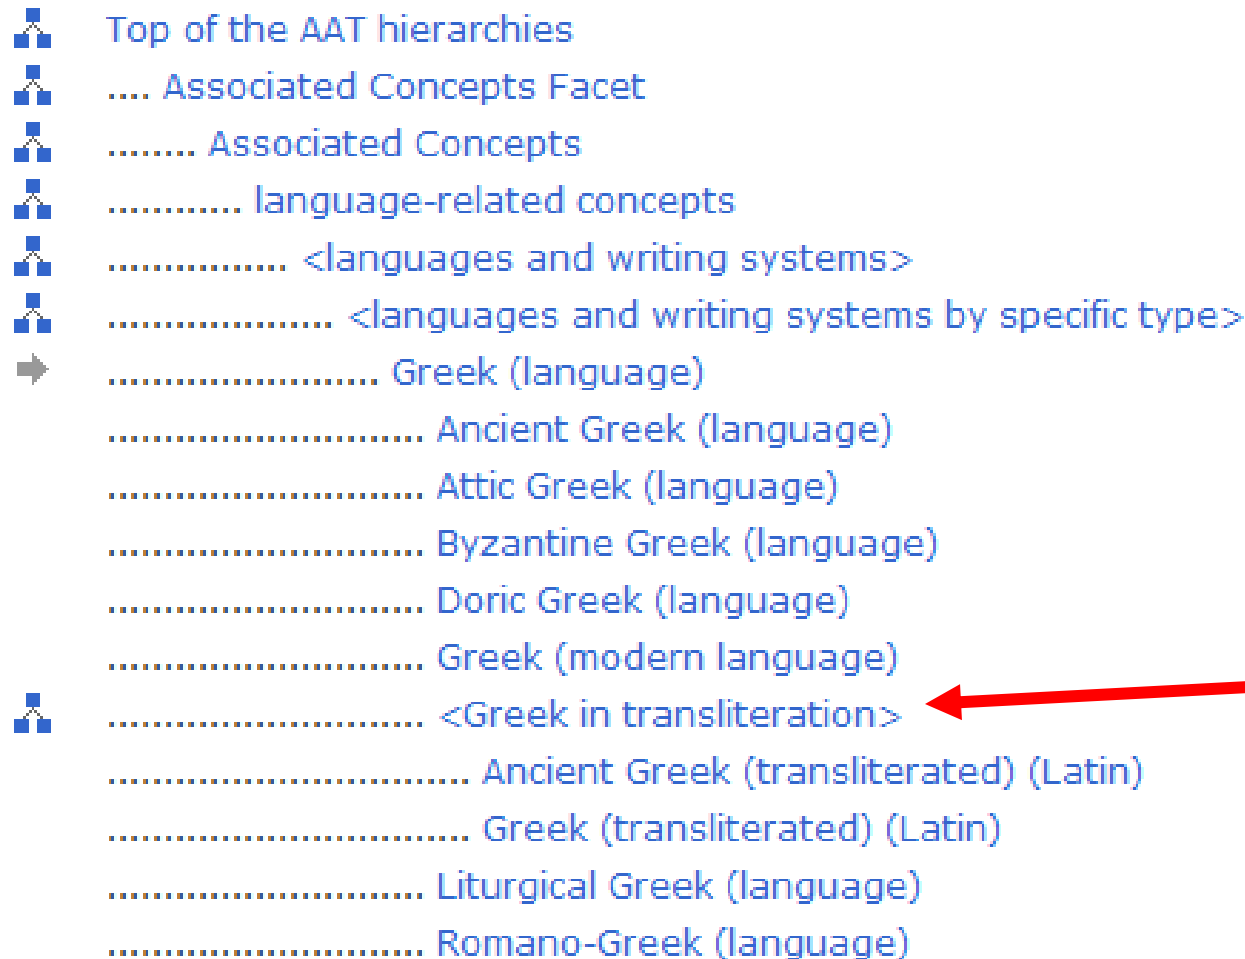 Top of the AAT hierarchies
.... Associated Concepts Facet
........ Associated Concepts
............ language-related concepts
................ <languages and writing systems>
.................... <languages and writing systems by specific type>
........................ Greek (language)
............................ Ancient Greek (language)
............................ Attic Greek (language)
............................ Byzantine Greek (language)
............................ Doric Greek (language)
............................ Greek (modern language)
............................ <Greek in transliteration>
................................ Ancient Greek (transliterated) (Latin)
................................ Greek (transliterated) (Latin)
............................ Liturgical Greek (language)
............................ Romano-Greek (language)